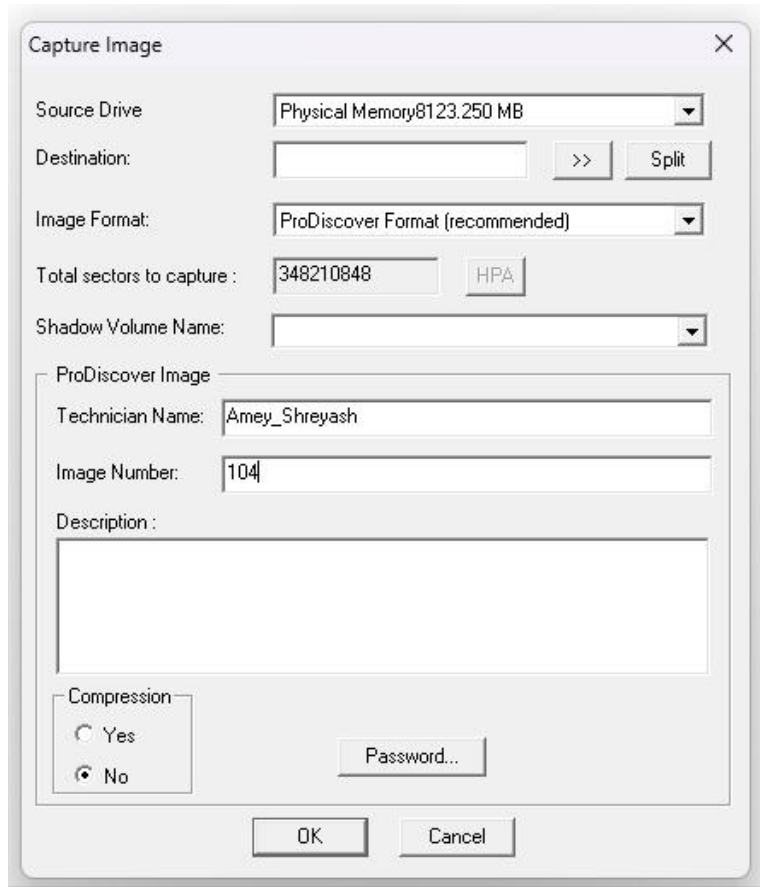 Capture Image
Source Drive Physical Memory8123.250 MB
Destination: >> Split
Image Format: ProDiscover Format (recommended)
Total sectors to capture : 348210848 HPA
Shadow Volume Name:
ProDiscover Image
Technician Name: Amey_Shreyash
Image Number: 104
Description :
Compression
Yes
No
Password...
OK Cancel